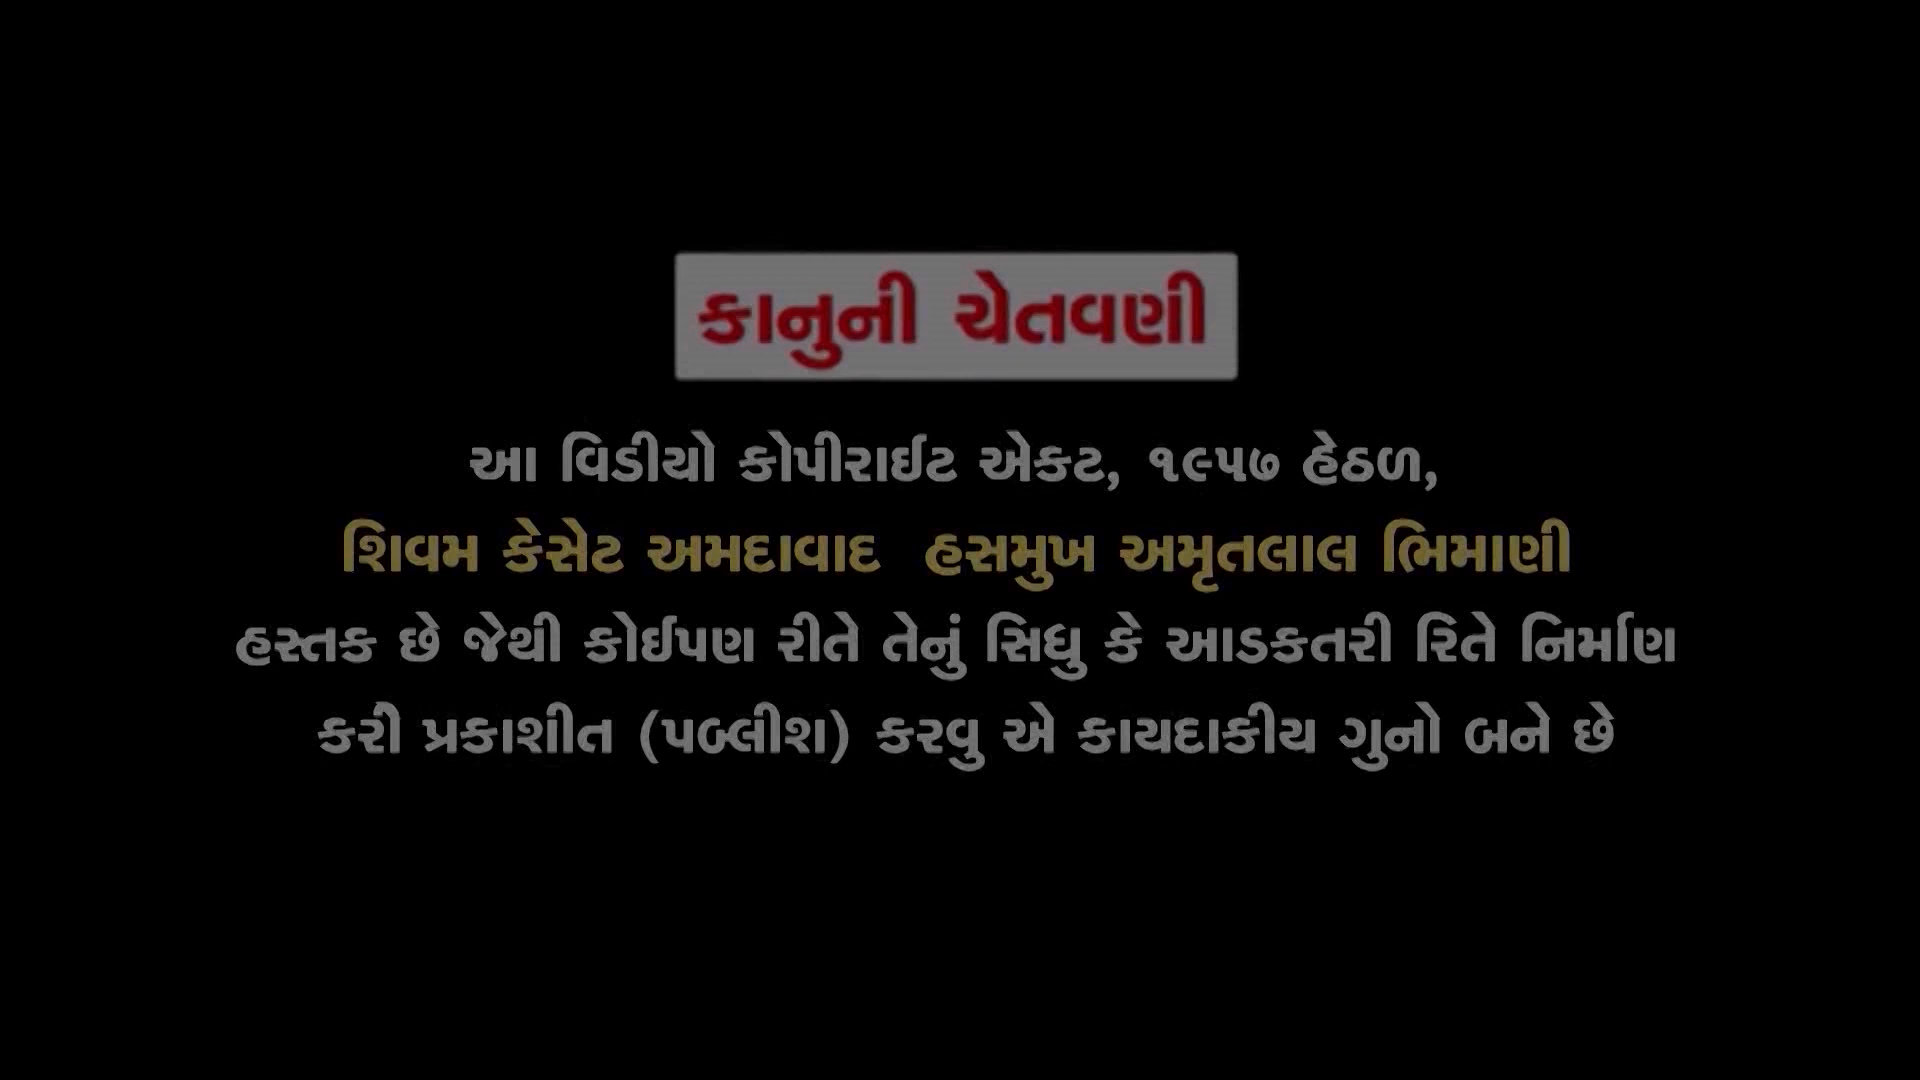 કાનુની ચેતવણી
આ વિડીયો કોપીરાઈટ એકટ, ૧૯૫૭ હેઠળ,
શિવમ કેસેટ અમદાવાદ હસમુખ અમૃતલાલ ભિમાણી
હસ્તક છે જેથી કોઈપણ રીતે તેનું સિધુ કે આડકતરી રિતે નિર્માણ
કરી પ્રકાશીત (પબ્લીશ) કરવુ એ કાયદાકીય ગુનો બને છે